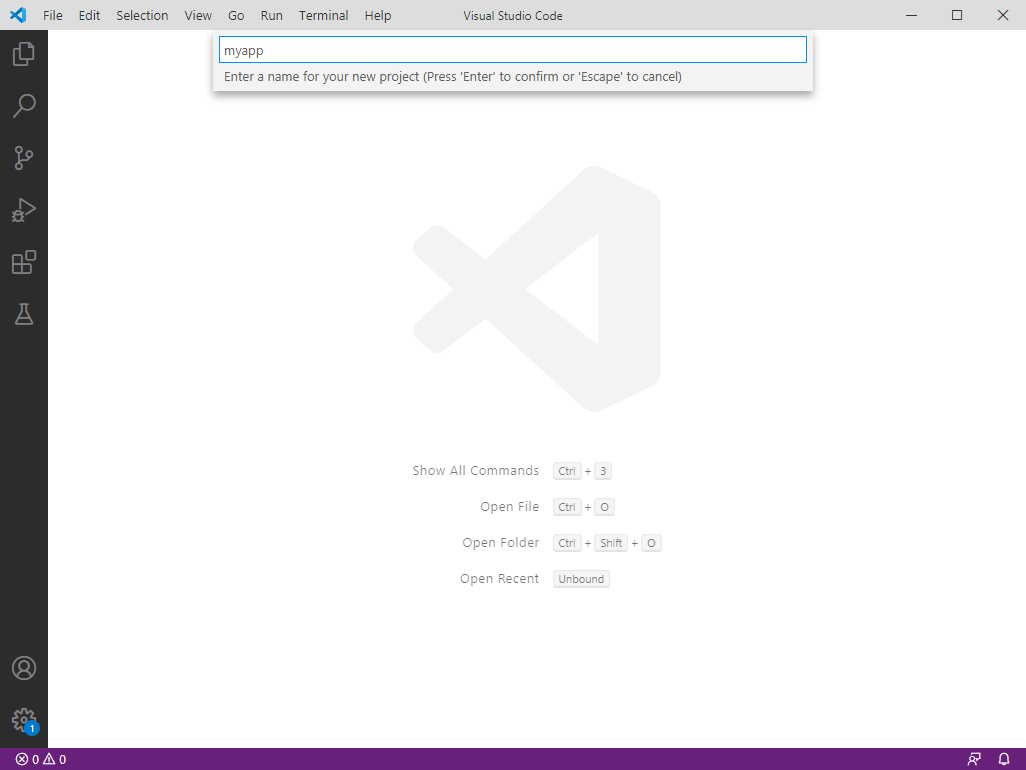 File Edit Selection View Go Run Terminal Help Visual Studio Code
myapp
Enter a name for your new project (Press 'Enter' to confirm or 'Escape' to cancel)
Show All Commands Ctrl + 3
Open File Ctrl + O
Open Folder Ctrl + Shift + O
Open Recent Unbound
1
0 0